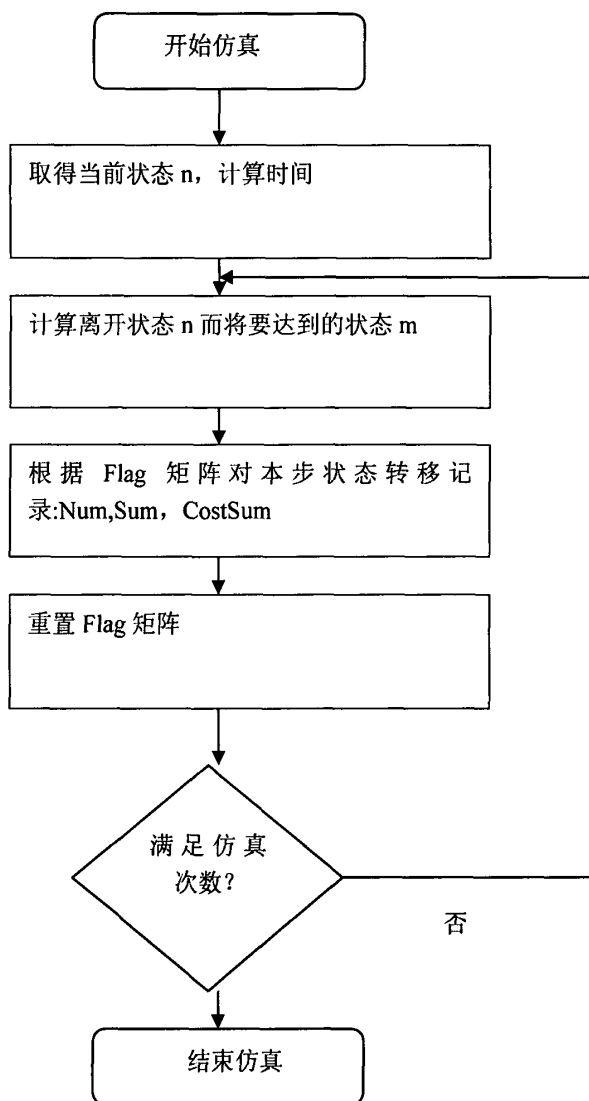 开始仿真
取得当前状态 n，计算时间
计算离开状态 n 而将要达到的状态 m
根据 Flag 矩阵对本步状态转移记
录:Num,Sum，CostSum
重置 Flag 矩阵
满足仿真
次数？
否
结束仿真